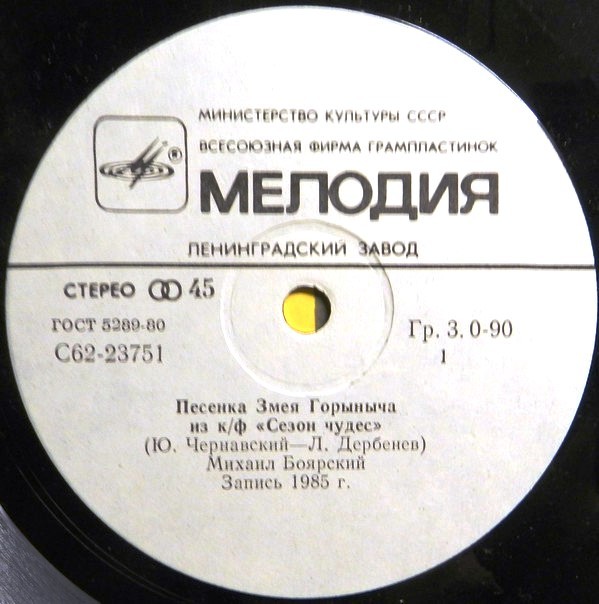 МИНИСТЕРСТВО КУЛЬТУРЫ СССР
ВСЕСОЮЗНАЯ ФИРМА ГРАМПЛАСТИНОК
®
МЕЛОДИЯ
ЛЕНИНГРАДСКИЙ ЗАВОД
СТЕРЕО 45
ГОСТ 5289-80
С62-23751
Гр. 3. 0-90
1
Песенка Змея Горыныча
из к/ф «Сезон чудес»
(Ю. Чернавский—Л. Дербенев)
Михаил Боярский
Запись 1985 г.